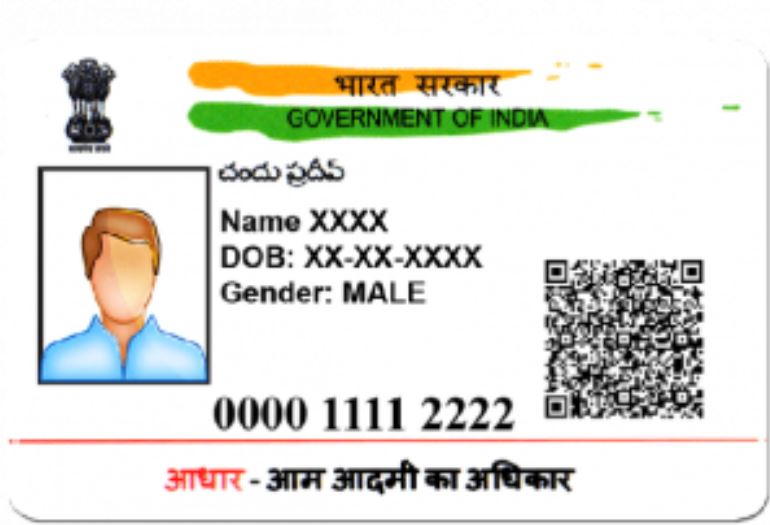 भारत सरकार
GOVERNMENT OF INDIA
చందు ప్రదీప్
Name XXXX
DOB: XX-XX-XXXX
Gender: MALE
0000 1111 2222
आधार - आम आदमी का अधिकार